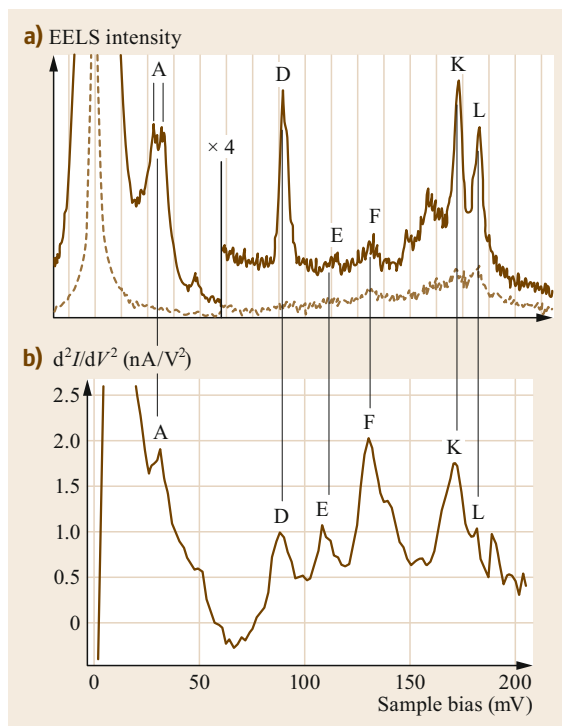 a) EELS intensity
A
D
E
F
K
L
× 4
b) d²I/dV² (nA/V²)
2.5
2.0
1.5
1.0
0.5
0
A
D
E
F
K
L
0 50 100 150 200
Sample bias (mV)